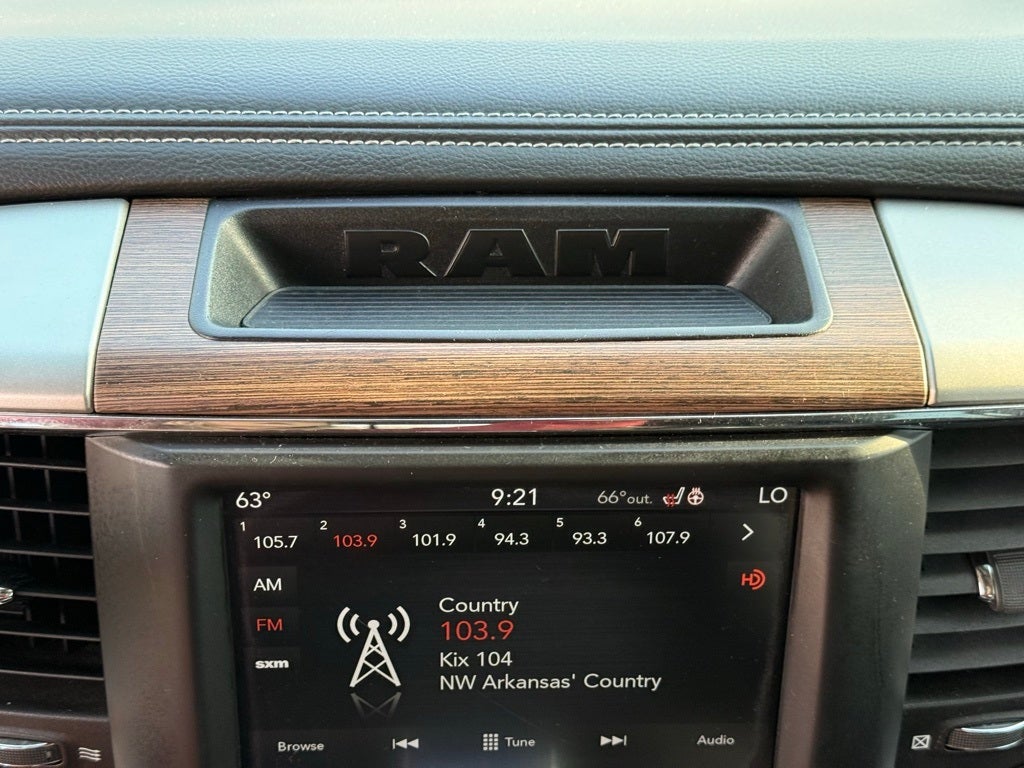 RAM
63° 9:21 66°out. LO
1 105.7 2 103.9 3 101.9 4 94.3 5 93.3 6 107.9
AM
HD
FM
sxm
Country
103.9
Kix 104
NW Arkansas' Country
Browse Tune Audio